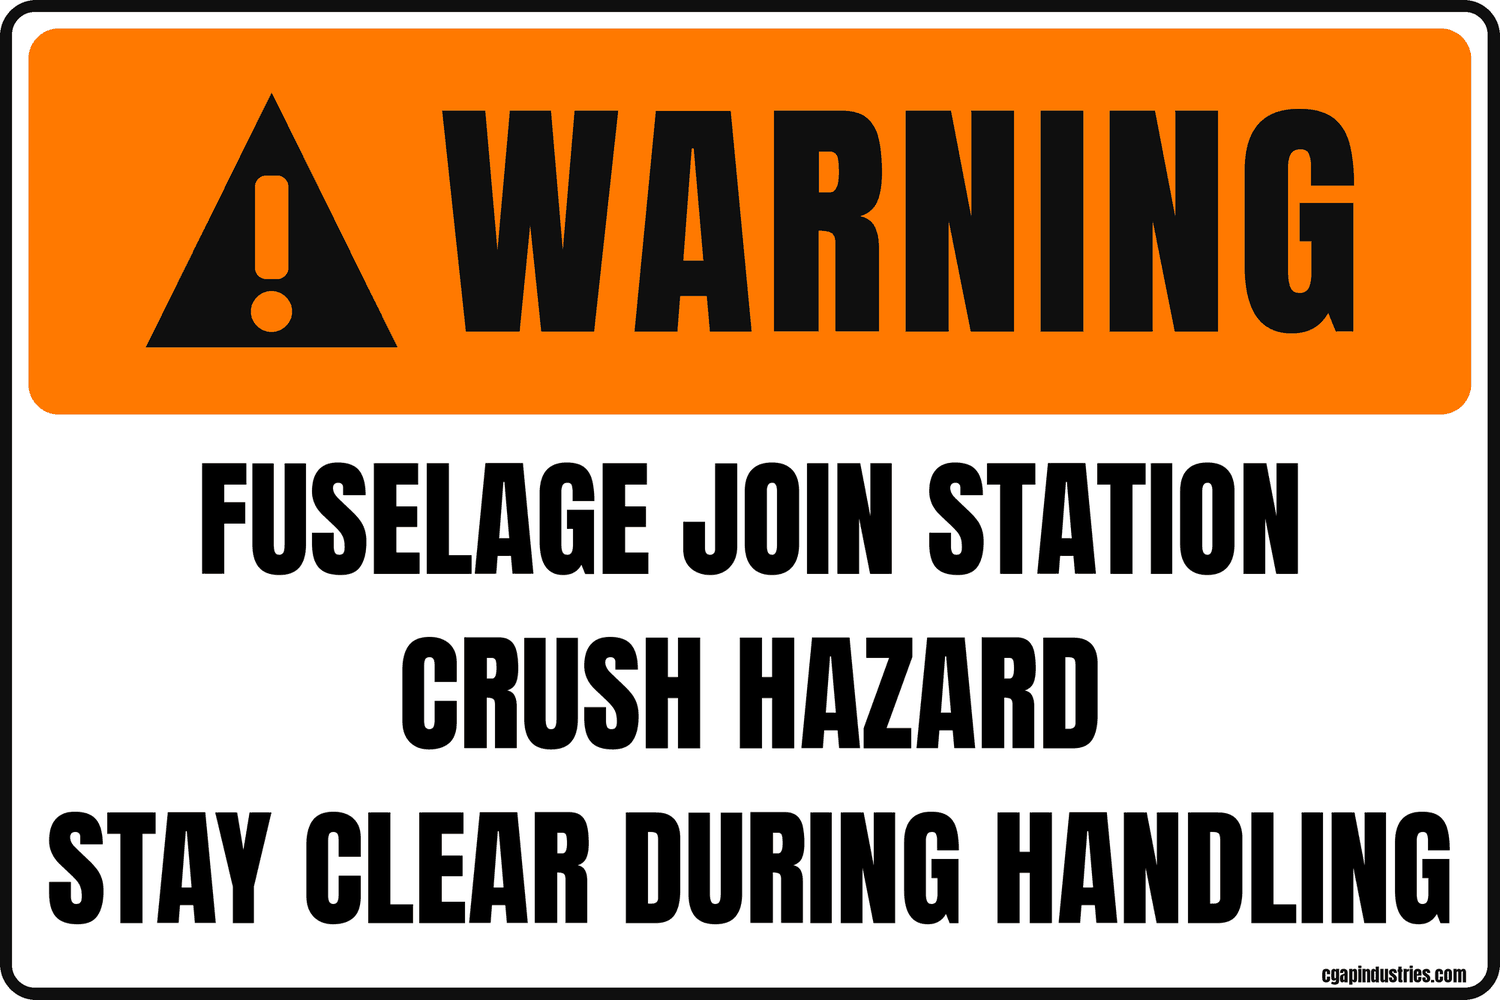 WARNING
FUSELAGE JOIN STATION
CRUSH HAZARD
STAY CLEAR DURING HANDLING
cgapindustries.com